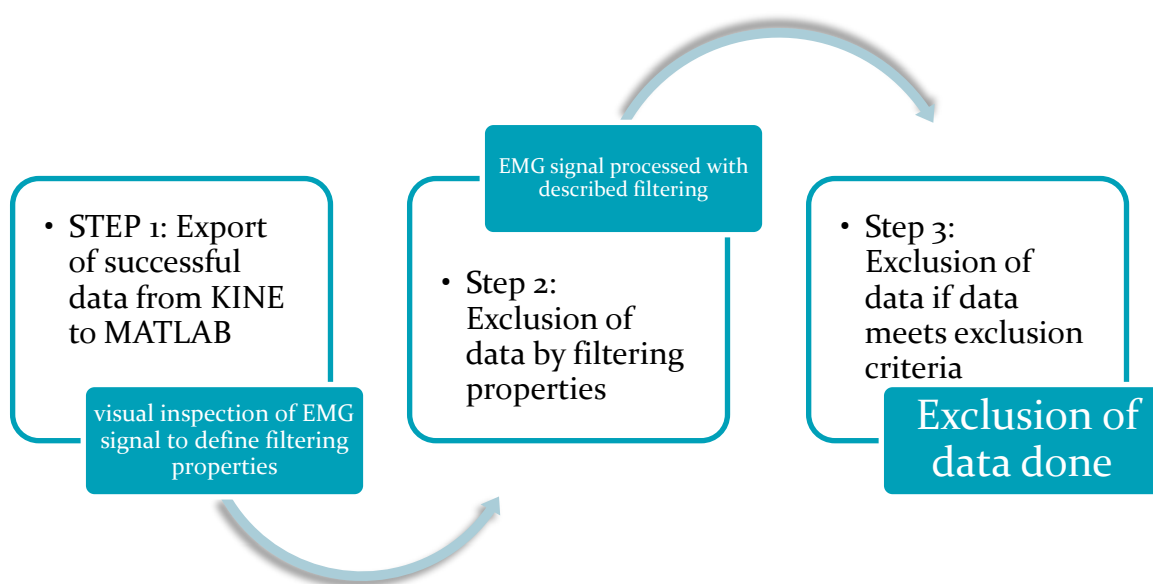 • STEP 1: Export
of successful
data from KINE
to MATLAB
visual inspection of EMG
signal to define filtering
properties
EMG signal processed with
described filtering
• Step 2:
Exclusion of
data by filtering
properties
• Step 3:
Exclusion of
data if data
meets exclusion
criteria
Exclusion of
data done